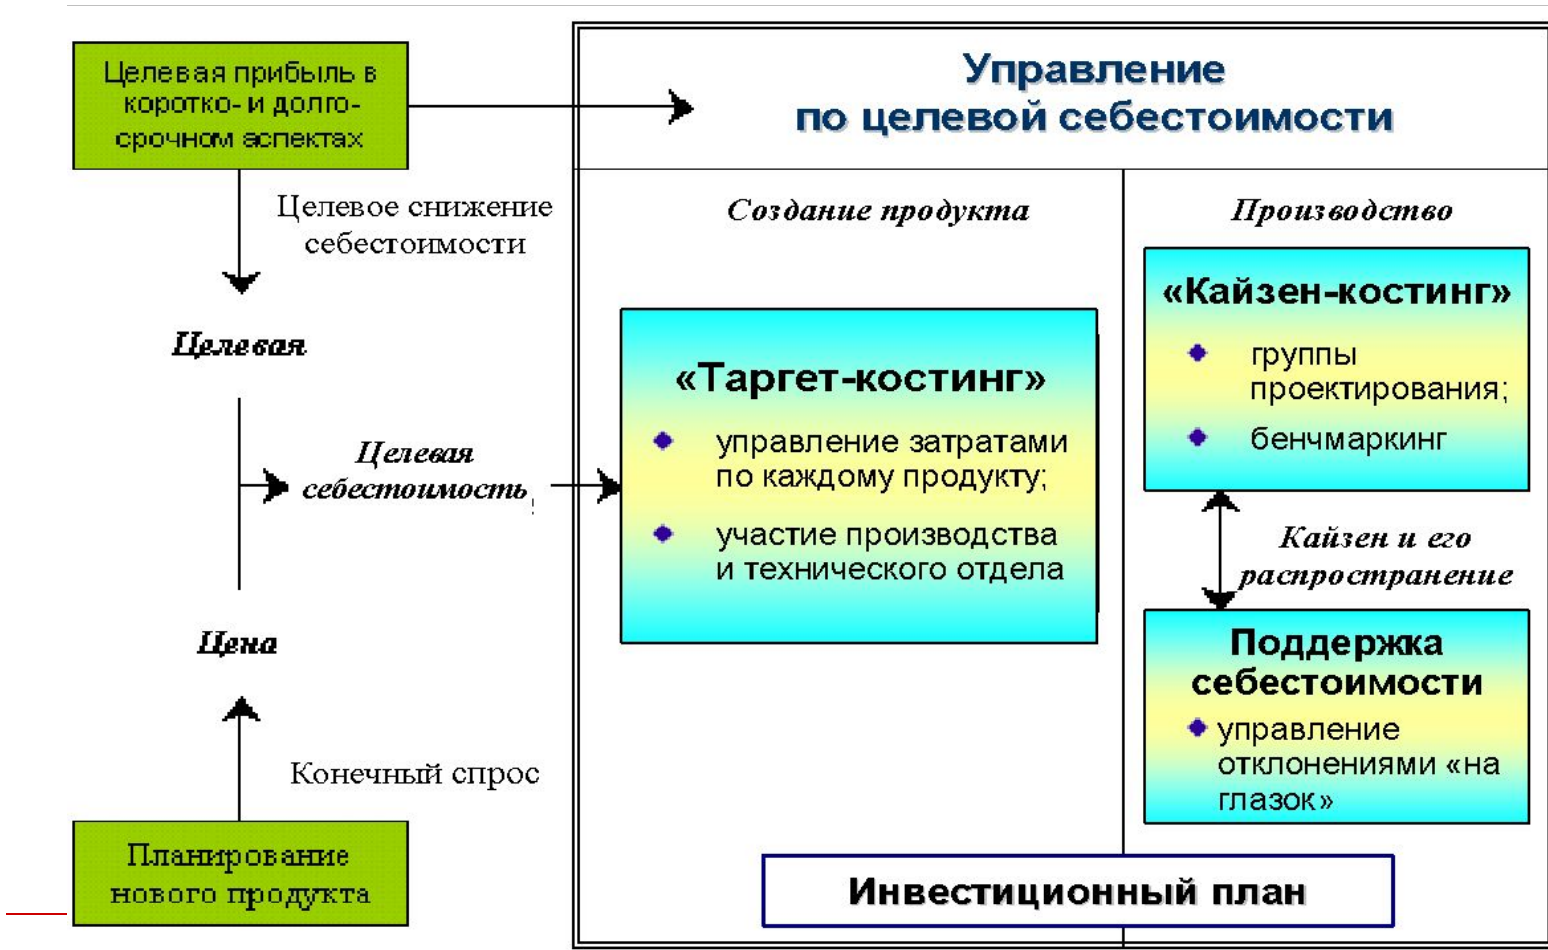 Целевая прибыль в
коротко- и долго-
срочном аспектах
Целевое снижение
себестоимости
Целевая
Целевая
себестоимость
Цена
Конечный спрос
Планирование
нового продукта
Управление
по целевой себестоимости
Создание продукта
«Таргет-костинг»
управление затратами
по каждому продукту;
участие производства
и технического отдела
Производство
«Кайзен-костинг»
группы
проектирования;
бенчмаркинг
Кайзен и его
распространение
Поддержка
себестоимости
управление
отклонениями «на
глазок»
Инвестиционный план